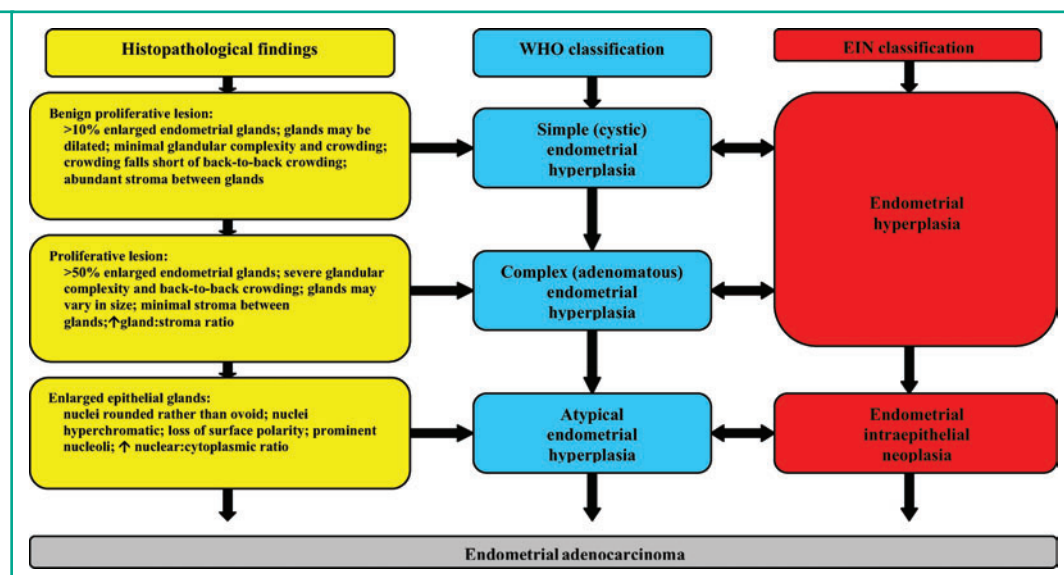 Histopathological findings
WHO classification
EIN classification
Benign proliferative lesion:
>10% enlarged endometrial glands; glands may be
dilated; minimal glandular complexity and crowding;
crowding falls short of back-to-back crowding;
abundant stroma between glands
Simple (cystic)
endometrial
hyperplasia
Endometrial
hyperplasia
Proliferative lesion:
>50% enlarged endometrial glands; severe glandular
complexity and back-to-back crowding; glands may
vary in size; minimal stroma between
glands;↑gland:stroma ratio
Complex (adenomatous)
endometrial
hyperplasia
Enlarged epithelial glands:
nuclei rounded rather than ovoid; nuclei
hyperchromatic; loss of surface polarity; prominent
nucleoli; ↑ nuclear:cytoplasmic ratio
Atypical
endometrial
hyperplasia
Endometrial
intraepithelial
neoplasia
Endometrial adenocarcinoma